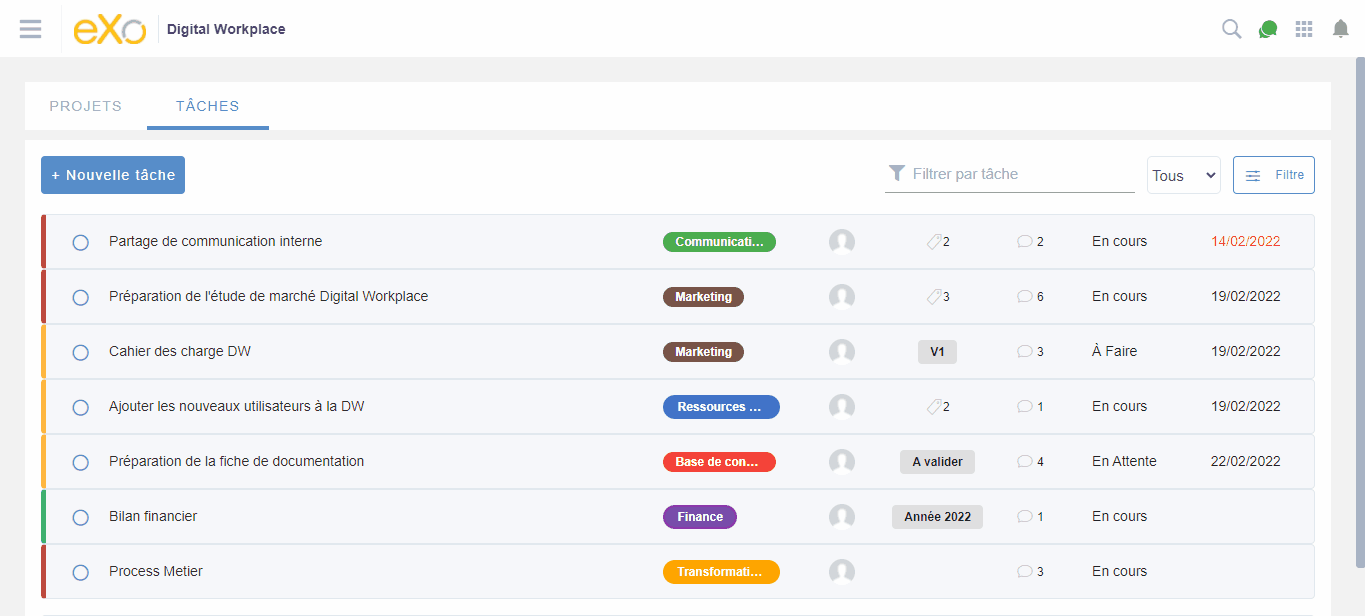 eXo Digital Workplace
PROJETS TÂCHES
+ Nouvelle tâche Filtrer par tâche Tous Filtre
Partage de communication interne Communicati... 2 2 En cours 14/02/2022
Préparation de l'étude de marché Digital Workplace Marketing 3 6 En cours 19/02/2022
Cahier des charge DW Marketing V1 3 À Faire 19/02/2022
Ajouter les nouveaux utilisateurs à la DW Ressources ... 2 1 En cours 19/02/2022
Préparation de la fiche de documentation Base de con... A valider 4 En Attente 22/02/2022
Bilan financier Finance Année 2022 1 En cours
Process Metier Transformati... 3 En cours